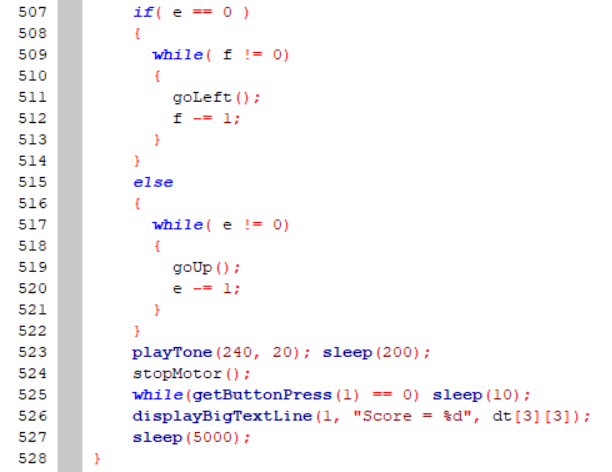 507 if( e == 0 )
508 {
509 while( f != 0)
510 {
511 goLeft();
512 f -= 1;
513 }
514 }
515 else
516 {
517 while( e != 0)
518 {
519 goUp();
520 e -= 1;
521 }
522 }
523 playTone(240, 20); sleep(200);
524 stopMotor();
525 while(getButtonPress(1) == 0) sleep(10);
526 displayBigTextLine(1, "Score = %d", dt[3][3]);
527 sleep(5000);
528 }